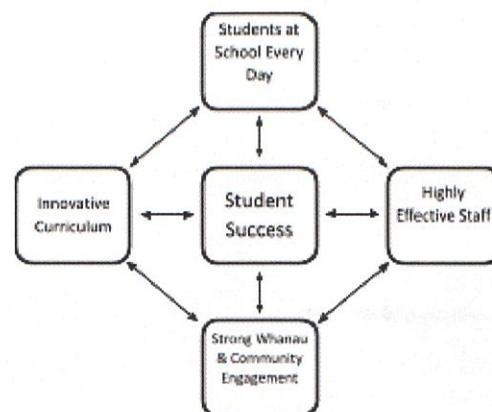 Students at
School Every
Day
Innovative
Curriculum
Student
Success
Highly
Effective Staff
Strong Whanau
& Community
Engagement